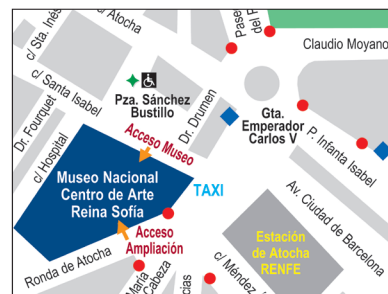 c/ Sta. Inés
c/ Atocha
Claudio Moyano
c/ Santa Isabel
Pza. Sánchez
Bustillo
Dr. Drumen
Gta.
Emperador
Carlos V
P. Infanta Isabel
Dr. Fourquet
c/ Hospital
Acceso Museo
Museo Nacional
Centro de Arte
Reina Sofía
TAXI
Av. Ciudad de Barcelona
Acceso
Ampliación
Estación
de Atocha
RENFE
Ronda de Atocha
María
Cabeza
c/ Méndez